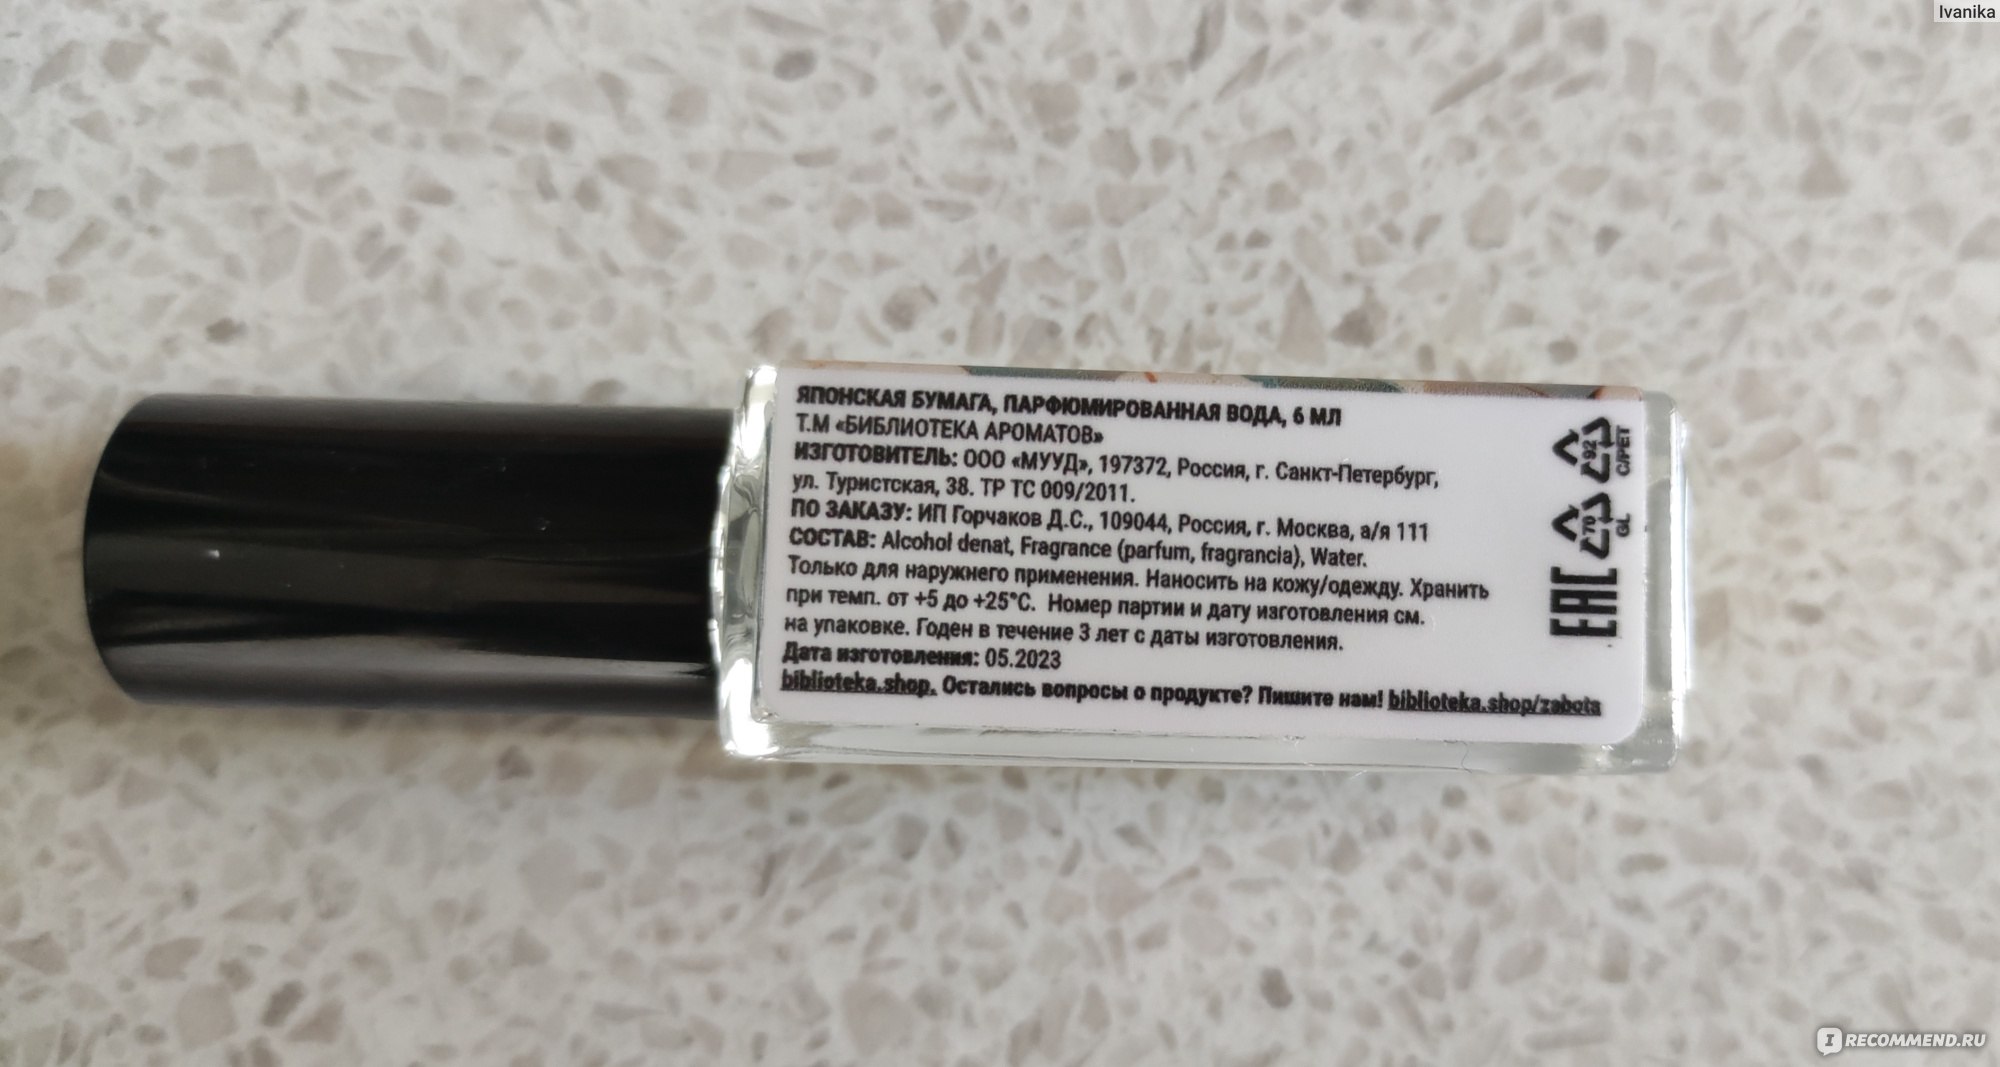 Ivanika
ЯПОНСКАЯ БУМАГА, ПАРФЮМИРОВАННАЯ ВОДА, 6 МЛ
Т.М «БИБЛИОТЕКА АРОМАТОВ»
ИЗГОТОВИТЕЛЬ: ООО «МУУД», 197372, Россия, г. Санкт-Петербург,
ул. Туристская, 38. ТР ТС 009/2011.
ПО ЗАКАЗУ: ИП Горчаков Д.С., 109044, Россия, г. Москва, а/я 111
СОСТАВ: Alcohol denat, Fragrance (parfum, fragrancia), Water.
Только для наружнего применения. Наносить на кожу/одежду. Хранить
при темп. от +5 до +25°С. Номер партии и дату изготовления см.
на упаковке. Годен в течение 3 лет с даты изготовления.
Дата изготовления: 05.2023
biblioteka.shop. Остались вопросы о продукте? Пишите нам! biblioteka.shop/zabota
EAC
70
GL
92
C/PET
I RECOMMEND.RU